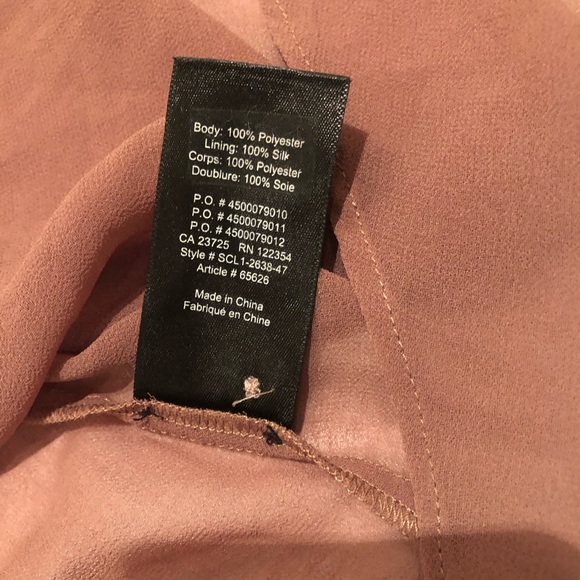 Body: 100% Polyester
Lining: 100% Silk
Corps: 100% Polyester
Doublure: 100% Soie
P.O. # 4500079010
P.O. # 4500079011
P.O. # 4500079012
CA 23725 RN 122354
Style # SCL1-2638-47
Article # 65626
Made in China
Fabriqué en Chine